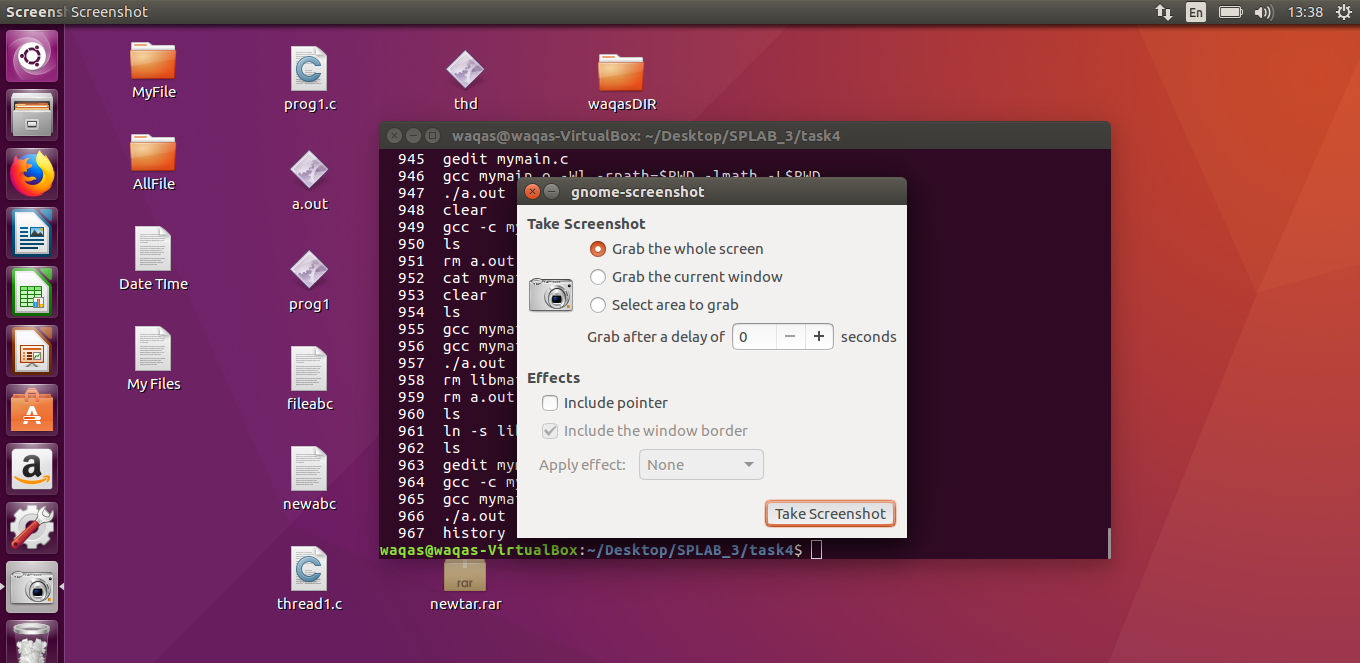 Screenshot
Screenshot
En
13:38
MyFile
prog1.c
thd
waqasDIR
AllFile
a.out
Date TIme
prog1
My Files
fileabc
newabc
thread1.c
rar
newtar.rar
waqas@waqas-VirtualBox: ~/Desktop/SPLAB_3/task4
945 gedit mymain.c
946 gcc mymain.o -Wl,-rpath=$PWD -lmath -L$PWD
947 ./a.out
948 clear
949 gcc -c my
950 ls
951 rm a.out
952 cat mymai
953 clear
954 ls
955 gcc mymai
956 gcc mymai
957 ./a.out
958 rm libmat
959 rm a.out
960 ls
961 ln -s lib
962 ls
963 gedit mym
964 gcc -c my
965 gcc mymai
966 ./a.out
967 history
waqas@waqas-VirtualBox:~/Desktop/SPLAB_3/task4$
gnome-screenshot
Take Screenshot
Grab the whole screen
Grab the current window
Select area to grab
Grab after a delay of 0 − + seconds
Effects
Include pointer
Include the window border
Apply effect: None
Take Screenshot